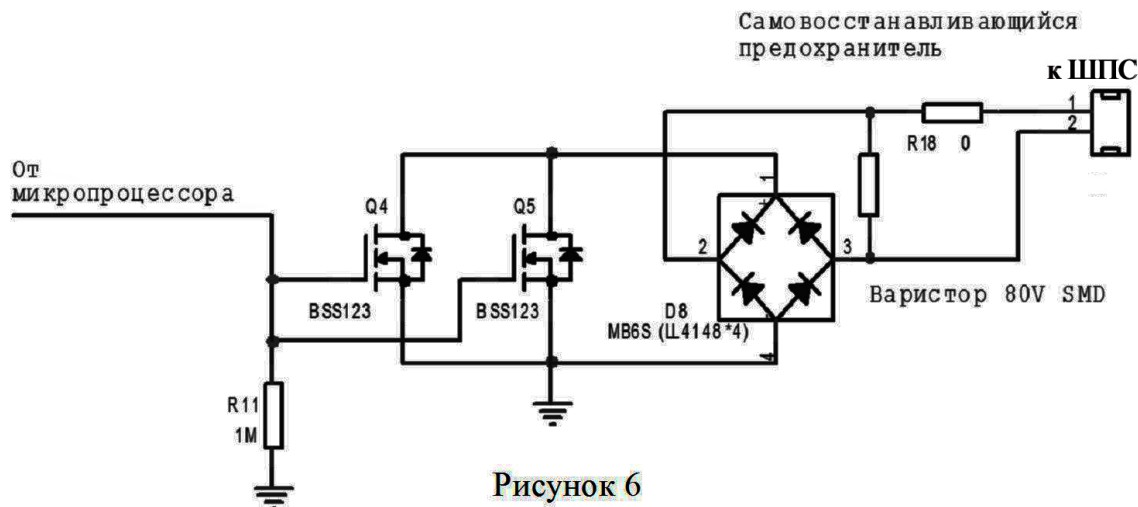 Самовосстанавливающийся
предохранитель
к ШПС
1
2
R18 0
От
микропроцессора
Q4
Q5
1
+
2
3
BSS123
BSS123
D8
MB6S (LL4148*4)
-
4
Варистор 80V SMD
R11
1M
Рисунок 6